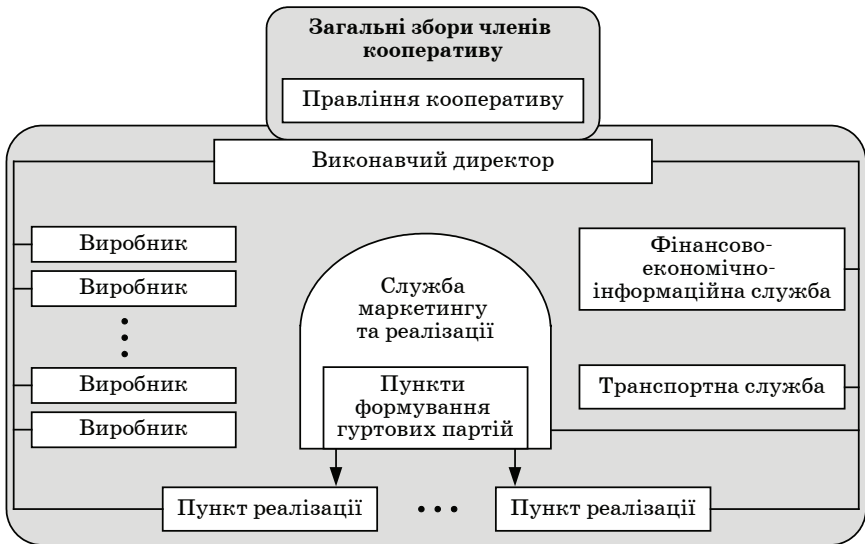 Загальні збори членів
кооперативу
Правління кооперативу
Виконавчий директор
Виробник
Виробник
Виробник
Виробник
Служба
маркетингу
та реалізації
Пункти
формування
гуртових партій
Фінансово-
економічно-
інформаційна служба
Транспортна служба
Пункт реалізації
Пункт реалізації